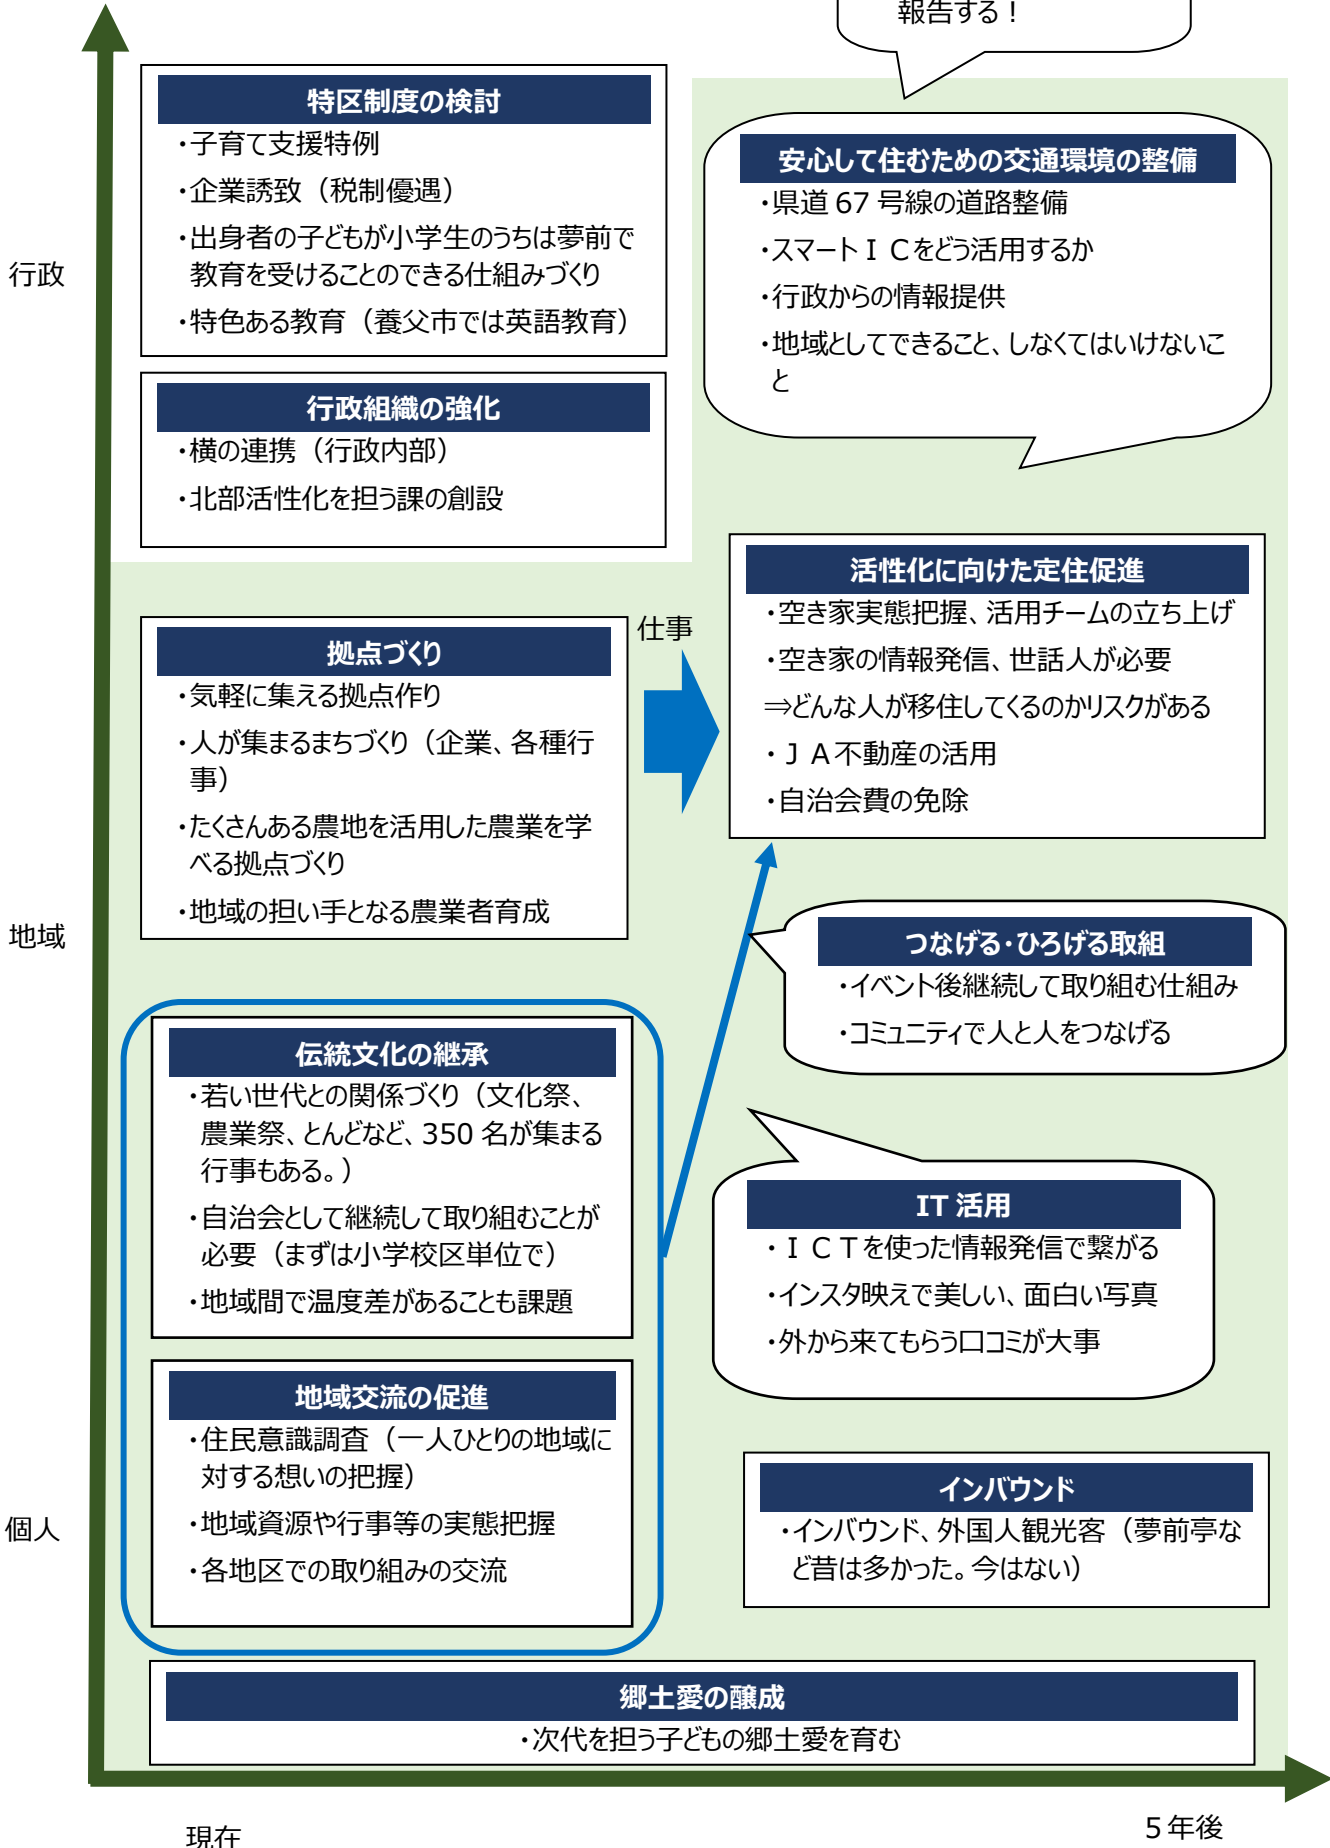 報告する！
特区制度の検討
・子育て支援特例
・企業誘致（税制優遇）
・出身者の子どもが小学生のうちは夢前で
教育を受けることのできる仕組みづくり
・特色ある教育（養父市では英語教育）
安心して住むための交通環境の整備
・県道 67 号線の道路整備
・スマートＩＣをどう活用するか
・行政からの情報提供
・地域としてできること、しなくてはいけないこ
と
行政
行政組織の強化
・横の連携（行政内部）
・北部活性化を担う課の創設
活性化に向けた定住促進
・空き家実態把握、活用チームの立ち上げ
・空き家の情報発信、世話人が必要
⇒どんな人が移住してくるのかリスクがある
・ＪＡ不動産の活用
・自治会費の免除
仕事
拠点づくり
・気軽に集える拠点作り
・人が集まるまちづくり（企業、各種行
事）
・たくさんある農地を活用した農業を学
べる拠点づくり
・地域の担い手となる農業者育成
地域
つなげる・ひろげる取組
・イベント後継続して取り組む仕組み
・コミュニティで人と人をつなげる
伝統文化の継承
・若い世代との関係づくり（文化祭、
農業祭、とんどなど、350 名が集まる
行事もある。）
・自治会として継続して取り組むことが
必要（まずは小学校区単位で）
・地域間で温度差があることも課題
IT 活用
・ＩＣＴを使った情報発信で繋がる
・インスタ映えで美しい、面白い写真
・外から来てもらう口コミが大事
地域交流の促進
・住民意識調査（一人ひとりの地域に
対する想いの把握）
・地域資源や行事等の実態把握
・各地区での取り組みの交流
個人
インバウンド
・インバウンド、外国人観光客（夢前亭な
ど昔は多かった。今はない）
郷土愛の醸成
・次代を担う子どもの郷土愛を育む
現在
５年後